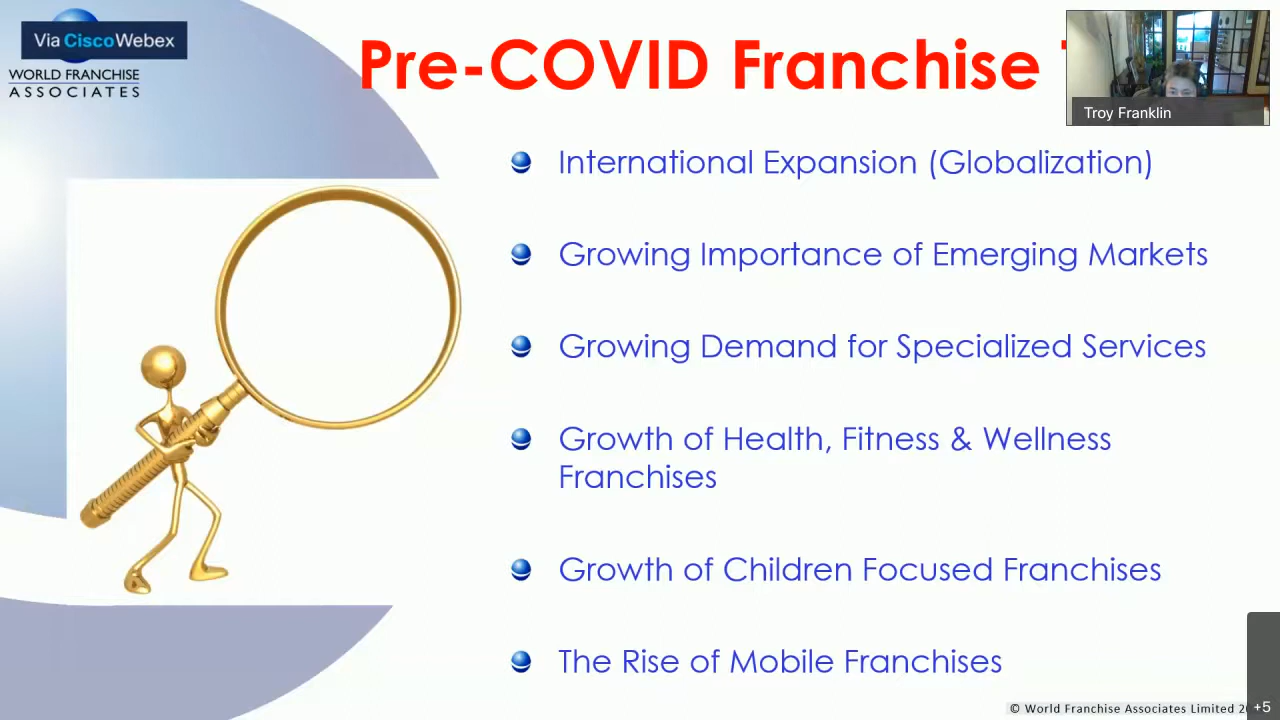 Via CiscoWebex
WORLD FRANCHISE
ASSOCIATES
Pre-COVID Franchise
Troy Franklin
International Expansion (Globalization)
Growing Importance of Emerging Markets
Growing Demand for Specialized Services
Growth of Health, Fitness & Wellness
Franchises
Growth of Children Focused Franchises
The Rise of Mobile Franchises
© World Franchise Associates Limited
+5